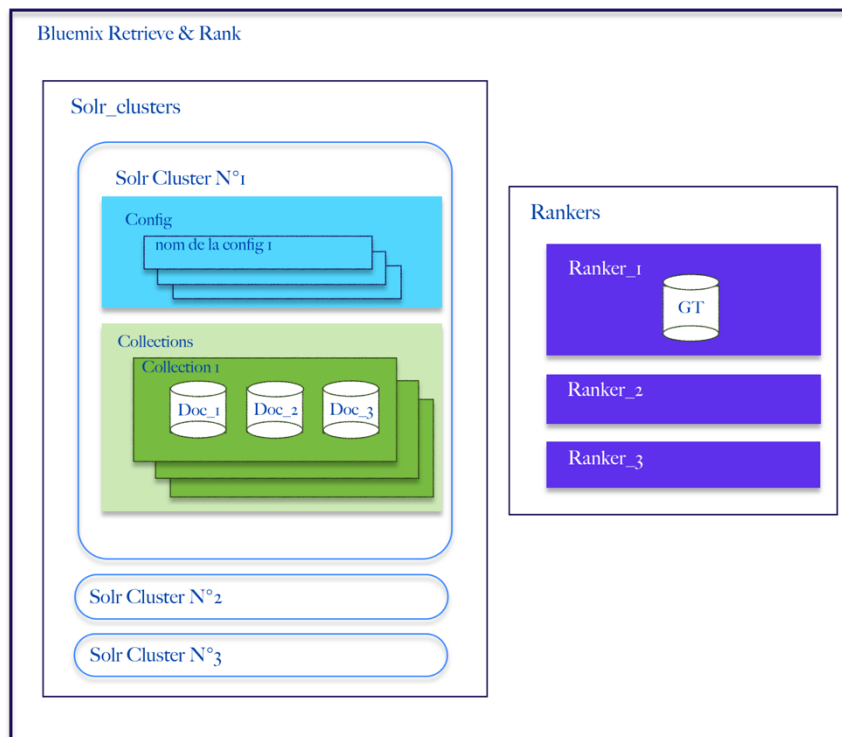 Bluemix Retrieve & Rank
Solr_clusters
Solr Cluster N°1
Config
nom de la config 1
Collections
Collection 1
Doc_1 Doc_2 Doc_3
Solr Cluster N°2
Solr Cluster N°3
Rankers
Ranker_1
GT
Ranker_2
Ranker_3